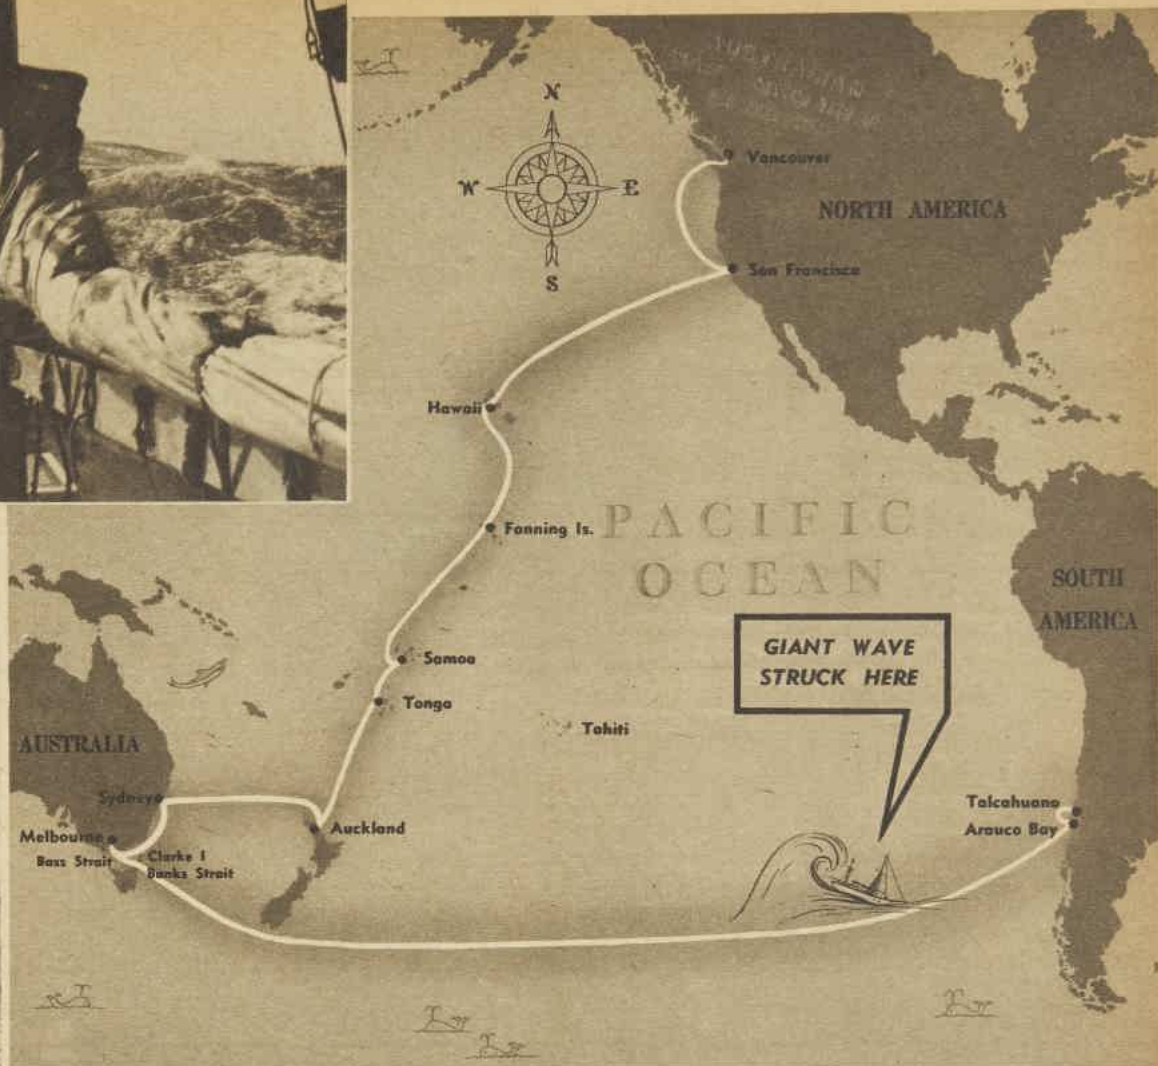 N
W
E
S
Vancouver
NORTH AMERICA
San Francisco
Hawaii
Fanning Is.
PACIFIC
OCEAN
SOUTH
AMERICA
GIANT WAVE
STRUCK HERE
Samoa
Tonga
Tahiti
AUSTRALIA
Sydney
Auckland
Melbourne
Bass Strait
Clarke I
Banks Strait
Talcahuano
Arauco Bay